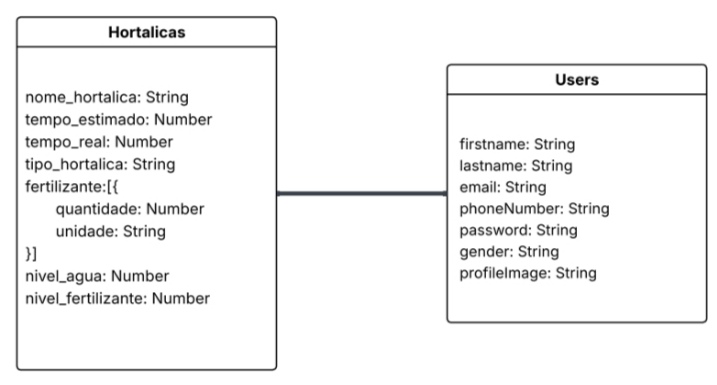 Hortalicas
nome_hortalica: String
tempo_estimado: Number
tempo_real: Number
tipo_hortalica: String
fertilizante:[{
quantidade: Number
unidade: String
}]
nivel_agua: Number
nivel_fertilizante: Number
Users
firstname: String
lastname: String
email: String
phoneNumber: String
password: String
gender: String
profileImage: String